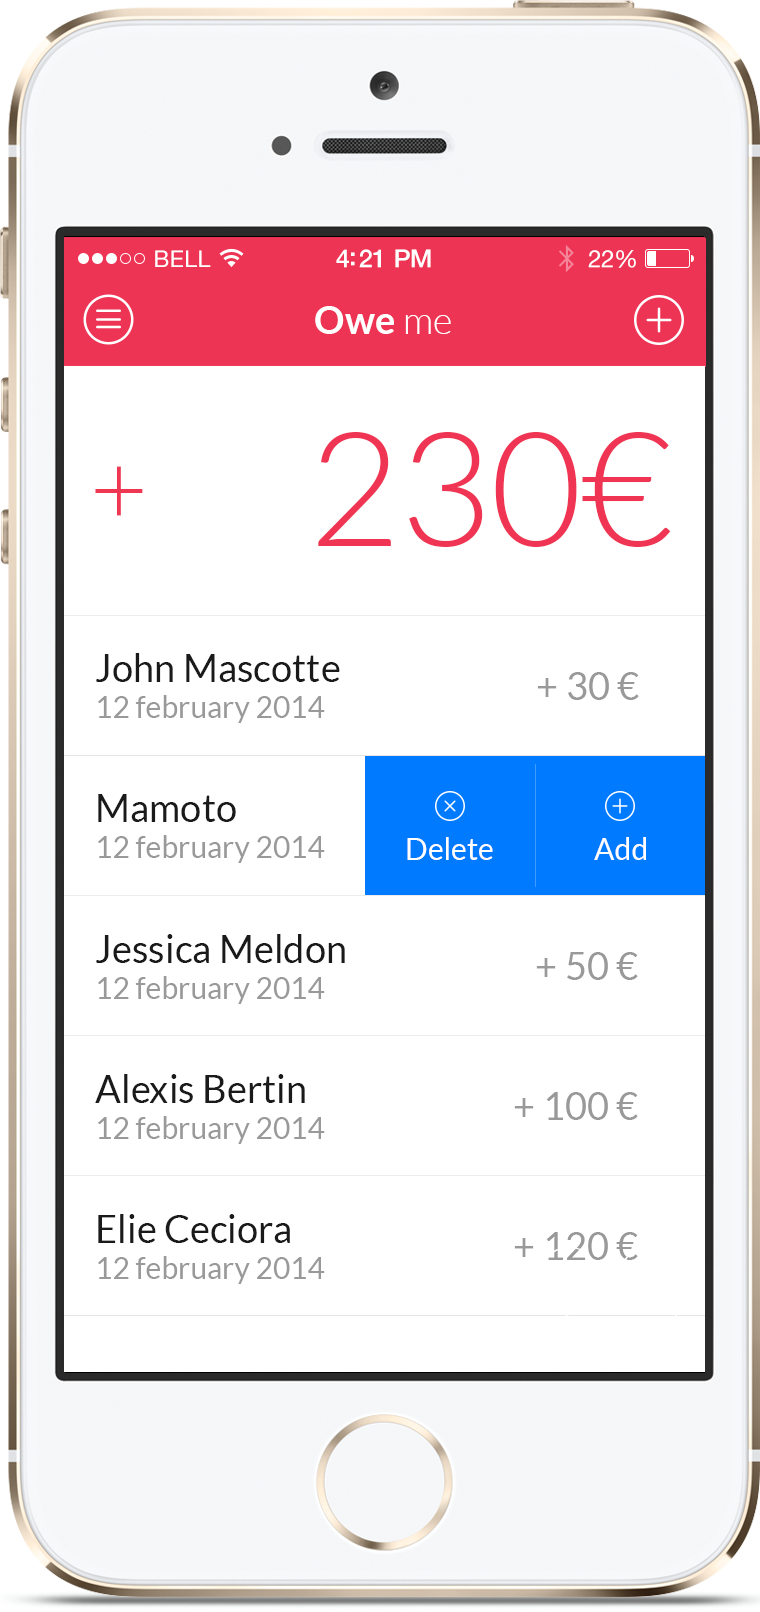 BELL 4:21 PM 22%
Owe me
+ 230€
John Mascotte
12 february 2014
+ 30 €
Mamoto
12 february 2014
Delete
Add
Jessica Meldon
12 february 2014
+ 50 €
Alexis Bertin
12 february 2014
+ 100 €
Elie Ceciora
12 february 2014
+ 120 €